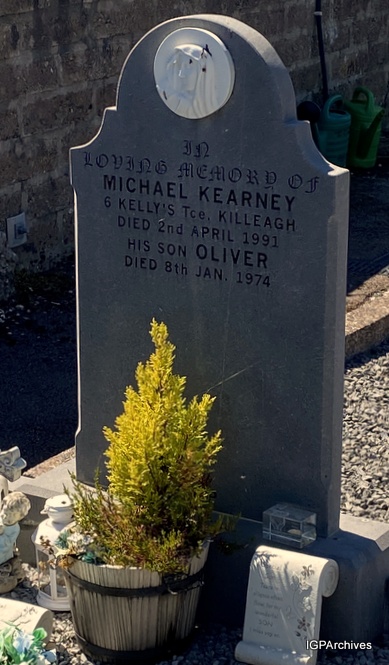 IN
LOVING MEMORY OF
MICHAEL KEARNEY
6 KELLY'S Tce, KILLEAGH
DIED 2nd APRIL 1991
HIS SON OLIVER
DIED 8th JAN. 1974
IGPArchives